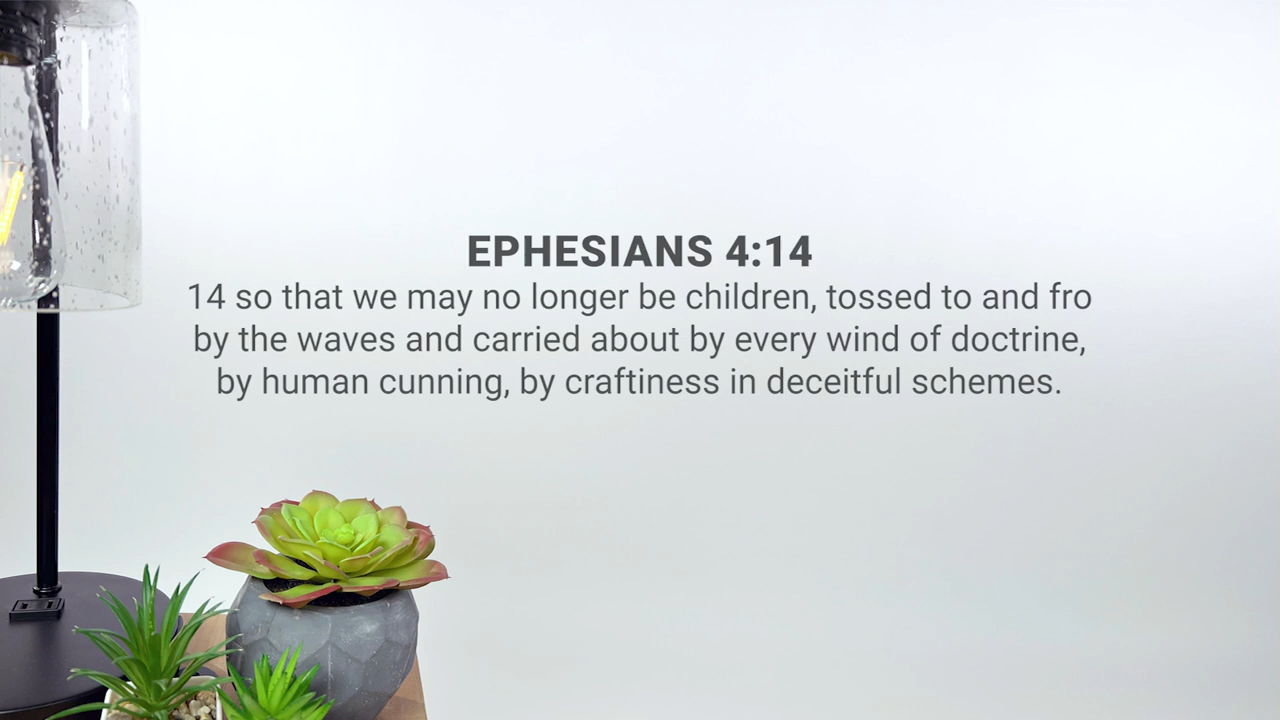 EPHESIANS 4:14
14 so that we may no longer be children, tossed to and fro
by the waves and carried about by every wind of doctrine,
by human cunning, by craftiness in deceitful schemes.